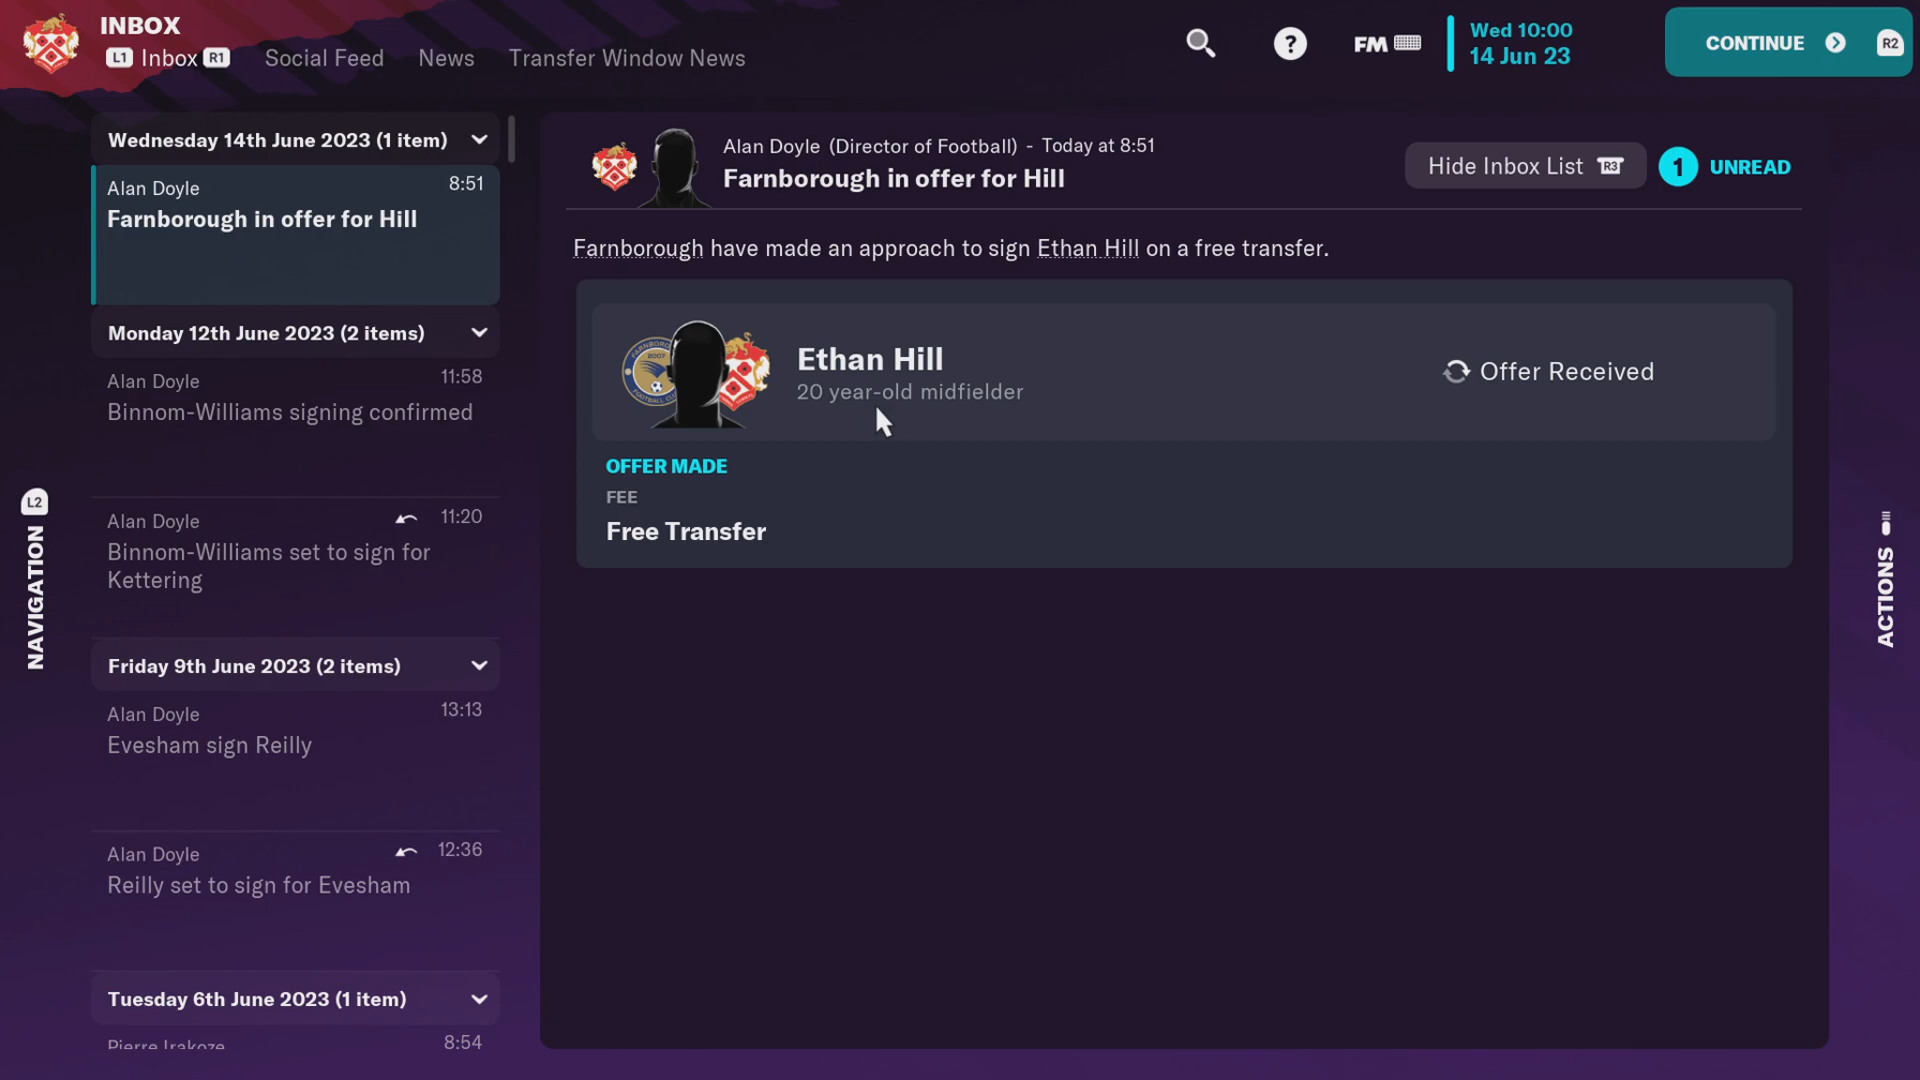 INBOX
L1 Inbox R1 Social Feed News Transfer Window News
?
FM
Wed 10:00
14 Jun 23
CONTINUE R2
Wednesday 14th June 2023 (1 item)
Alan Doyle 8:51
Farnborough in offer for Hill
Monday 12th June 2023 (2 items)
Alan Doyle 11:58
Binnom-Williams signing confirmed
Alan Doyle 11:20
Binnom-Williams set to sign for
Kettering
Friday 9th June 2023 (2 items)
Alan Doyle 13:13
Evesham sign Reilly
Alan Doyle 12:36
Reilly set to sign for Evesham
Tuesday 6th June 2023 (1 item)
Pierre Irakoze 8:54
L2
NAVIGATION
Alan Doyle (Director of Football) - Today at 8:51
Farnborough in offer for Hill
Hide Inbox List R3
1 UNREAD
Farnborough have made an approach to sign Ethan Hill on a free transfer.
2007
Ethan Hill
20 year-old midfielder
Offer Received
OFFER MADE
FEE
Free Transfer
ACTIONS